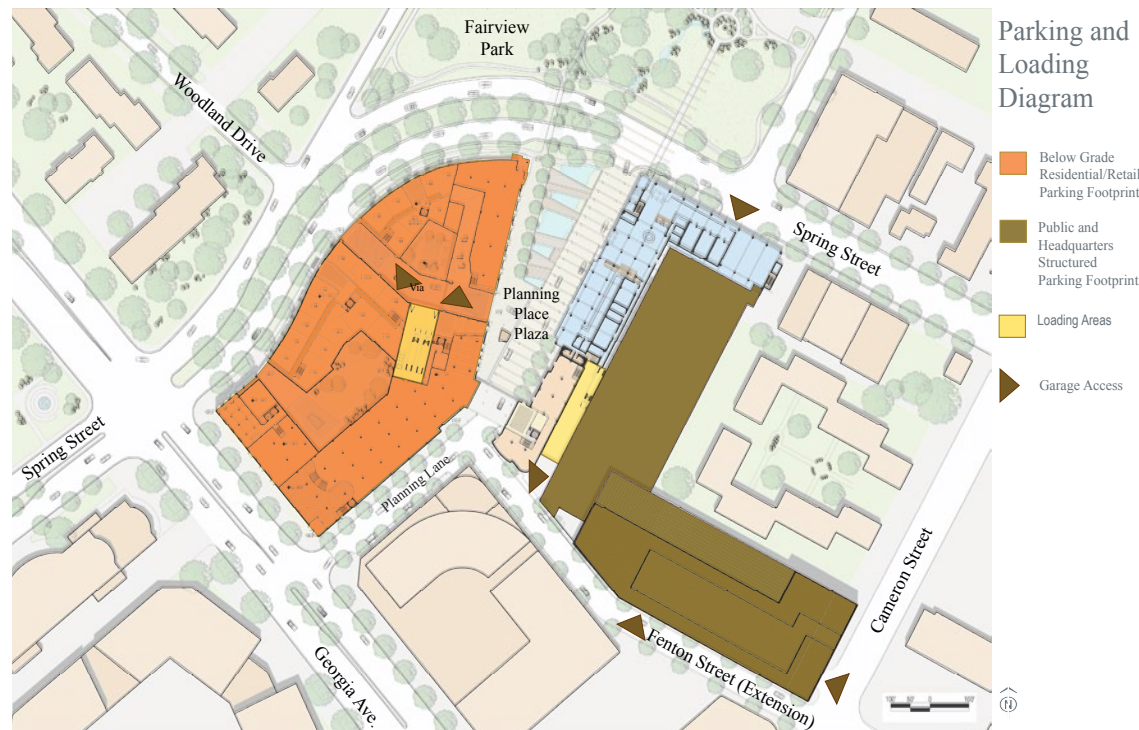 Parking and
Loading
Diagram
Below Grade
Residential/Retail
Parking Footprint
Public and
Headquarters
Structured
Parking Footprint
Loading Areas
Garage Access
Fairview
Park
Woodland Drive
Spring Street
Via
Planning
Place
Plaza
Spring Street
Planning Lane
Cameron Street
Georgia Ave.
Fenton Street (Extension)
N